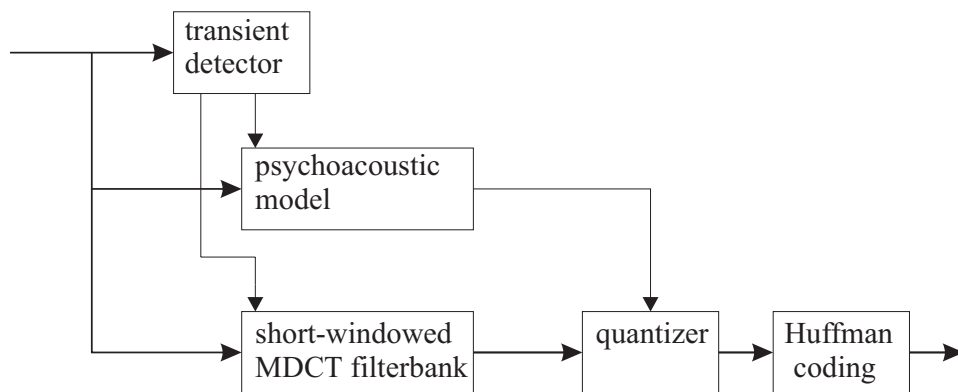 transient
detector
psychoacoustic
model
short-windowed
MDCT filterbank
quantizer
Huffman
coding